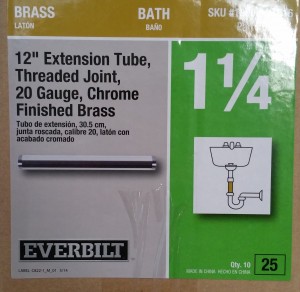 BRASS
LATÓN
BATH
BAÑO
SKU #1
12" Extension Tube,
Threaded Joint,
20 Gauge, Chrome
Finished Brass
Tubo de extensión, 30.5 cm,
junta roscada, calibre 20, latón con
acabado cromado
1¼
EVERBILT
Qty. 10
25
MADE IN CHINA HECHO EN CHINA